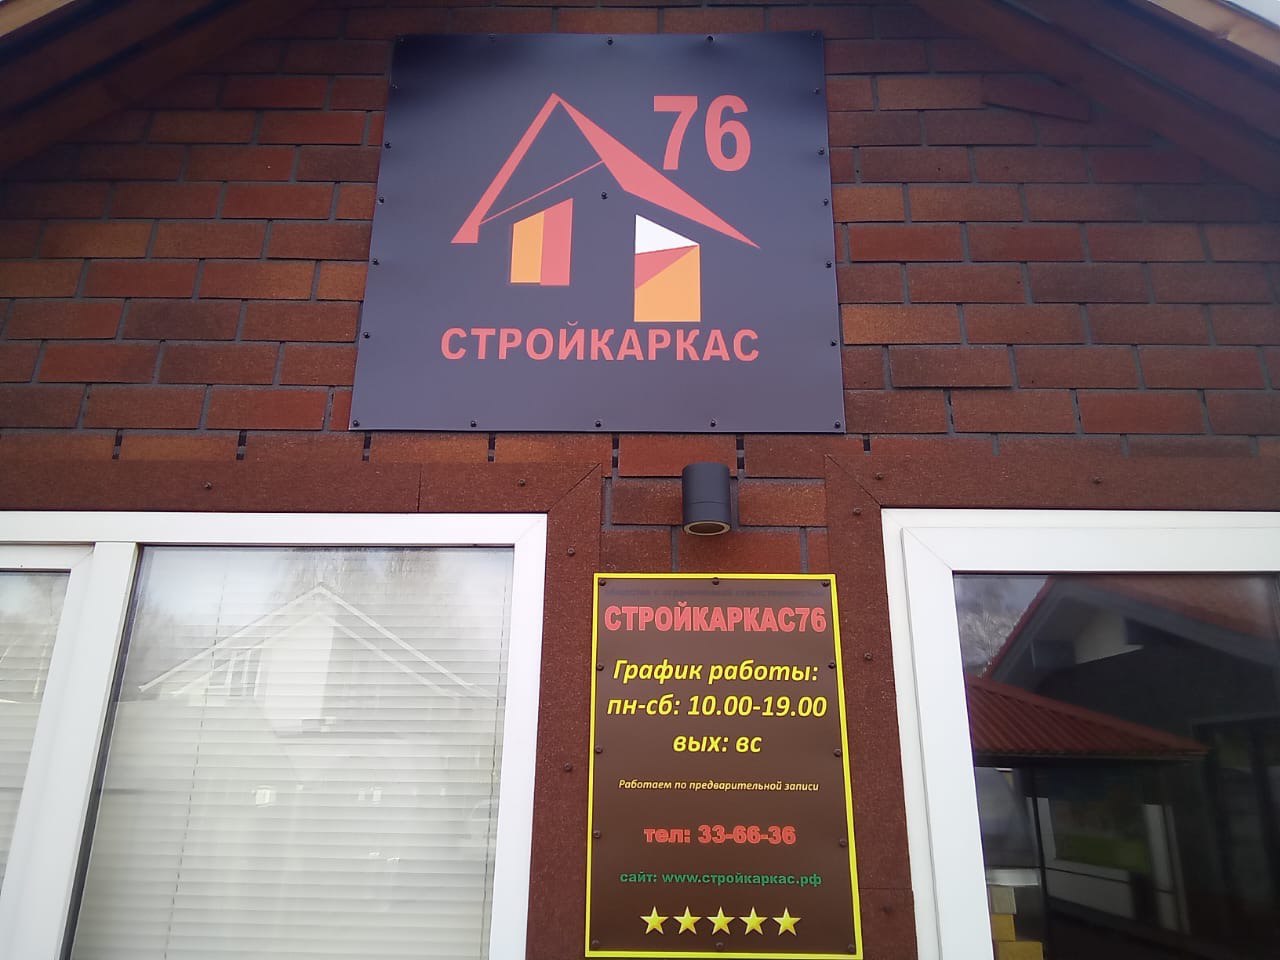 76
СТРОЙКАРКАС
СТРОЙКАРКАС76
График работы:
пн-сб: 10.00-19.00
вых: вс
Работаем по предварительной записи
тел: 33-66-36
сайт: www.стройкаркас.рф